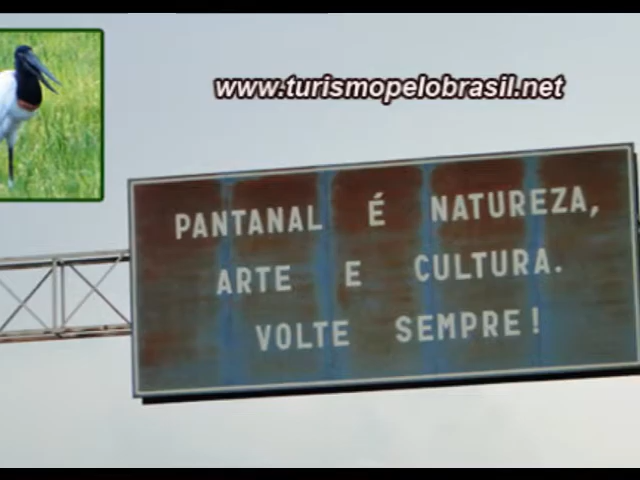 www.turismopelobrasil.net
PANTANAL É NATUREZA,
ARTE E CULTURA.
VOLTE SEMPRE!